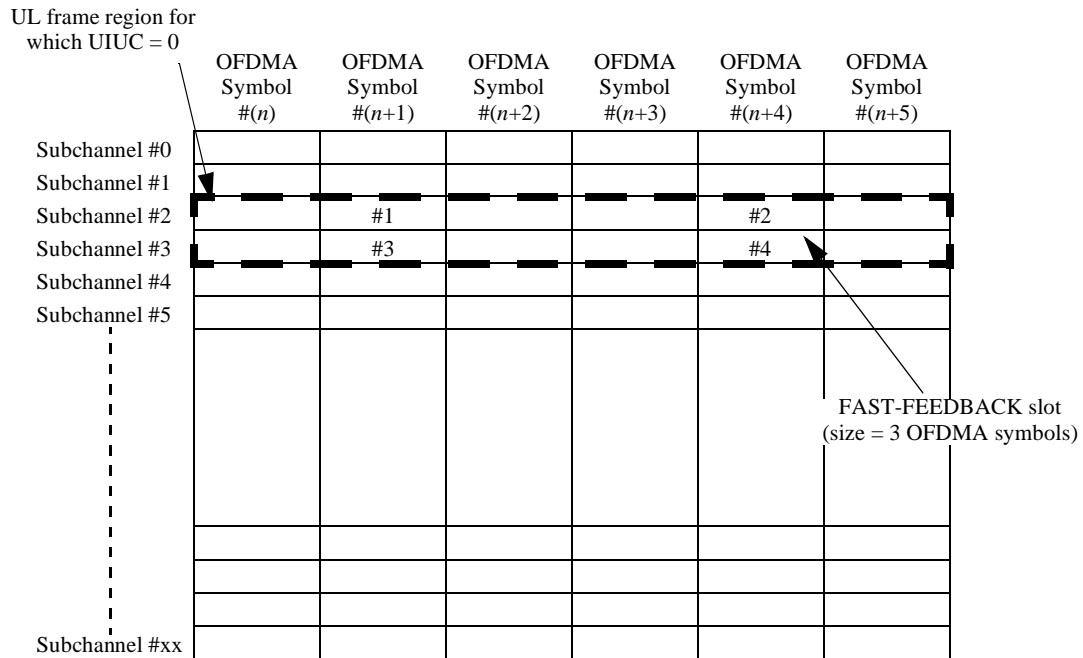 UL frame region for
which UIUC = 0
OFDMA
Symbol
#(n)
OFDMA
Symbol
#(n+1)
OFDMA
Symbol
#(n+2)
OFDMA
Symbol
#(n+3)
OFDMA
Symbol
#(n+4)
OFDMA
Symbol
#(n+5)
Subchannel #0
Subchannel #1
Subchannel #2
#1
#2
Subchannel #3
#3
#4
Subchannel #4
Subchannel #5
FAST-FEEDBACK slot
(size = 3 OFDMA symbols)
Subchannel #xx